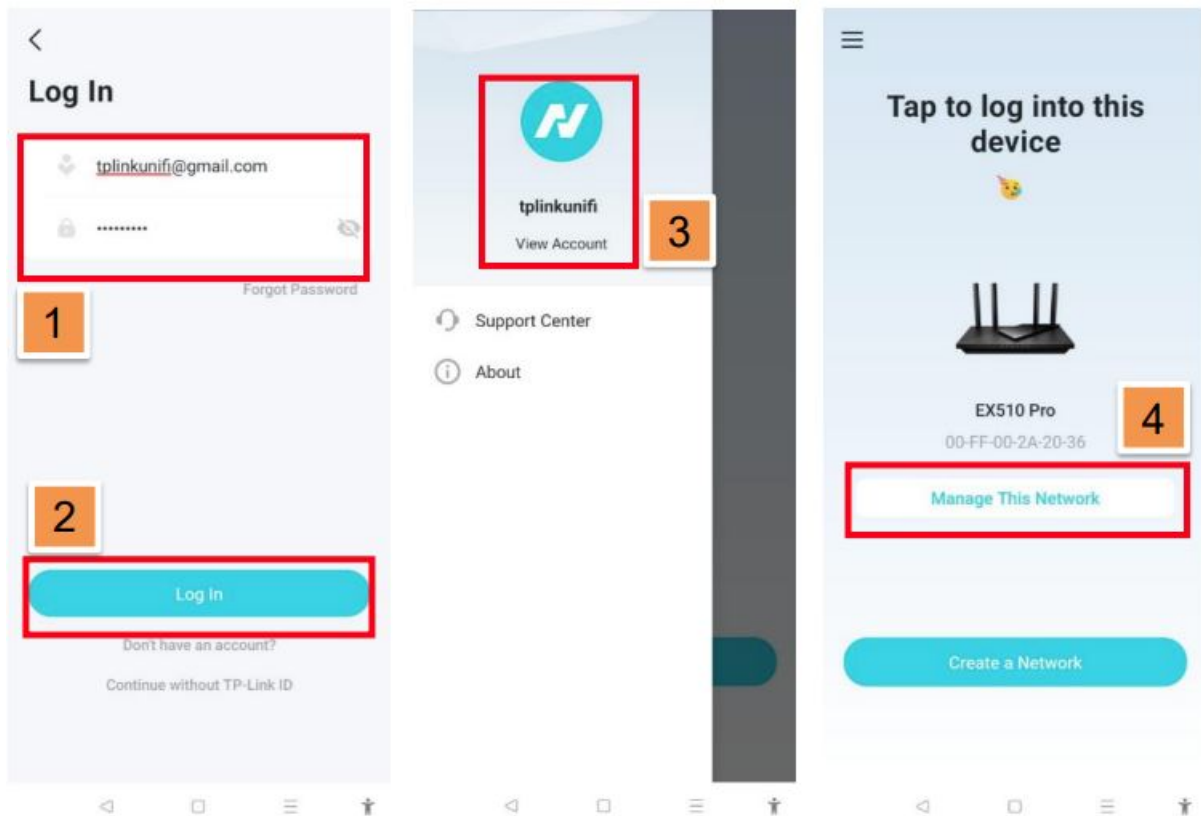 Log In
tplinkunifi@gmail.com
•••••••••
Forgot Password
1
2
Log In
Don't have an account?
Continue without TP-Link ID
tplinkunifi
View Account
3
Support Center
About
Tap to log into this
device
EX510 Pro
00-FF-00-2A-20-36
4
Manage This Network
Create a Network